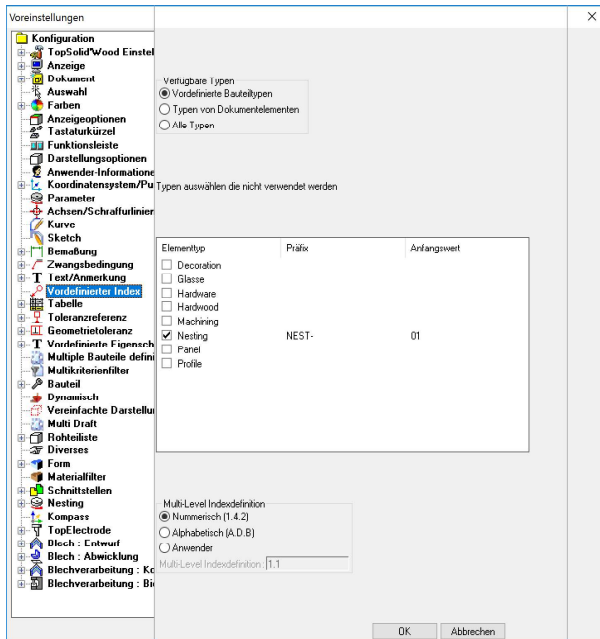 Voreinstellungen
Konfiguration
TopSolid'Wood Einstel
Anzeige
Dokument
Auswahl
Farben
Anzeigeoptionen
Tastaturkürzel
Funktionsleiste
Darstellungsoptionen
Anwender-Informatione
Koordinatensystem/Pu
Parameter
Achsen/Schraffurlinien
Kurve
Sketch
Bemaßung
Zwangsbedingung
Text/Anmerkung
Vordefinierter Index
Tabelle
Toleranzreferenz
Geometrietoleranz
Vordefinierte Eigensch
Multiple Bauteile defini
Multikriterienfilter
Bauteil
Dynamisch
Vereinfachte Darstellu
Multi Draft
Rohteiliste
Diverses
Form
Materialfilter
Schnittstellen
Nesting
Kompass
TopElectrode
Blech : Entwurf
Blech : Abwicklung
Blechverarbeitung : Ko
Blechverarbeitung : Bi
Verfügbare Typen
Vordefinierte Bauteiltypen
Typen von Dokumentelementen
Alle Typen
Typen auswählen die nicht verwendet werden
Elementtyp Präfix Anfangswert
Decoration
Glasse
Hardware
Hardwood
Machining
Nesting NEST- 01
Panel
Profile
Multi-Level Indexdefinition
Nummerisch (1.4.2)
Alphabetisch (A.D.B)
Anwender
Multi-Level Indexdefinition: 1.1
OK Abbrechen